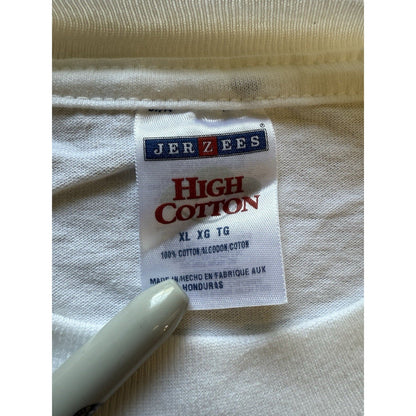 JERZEES®
HIGH
COTTON
XL XG TG
100% COTTON/ALGODON/COTON
MADE IN/HECHO EN/FABRIQUE AUX
HONDURAS